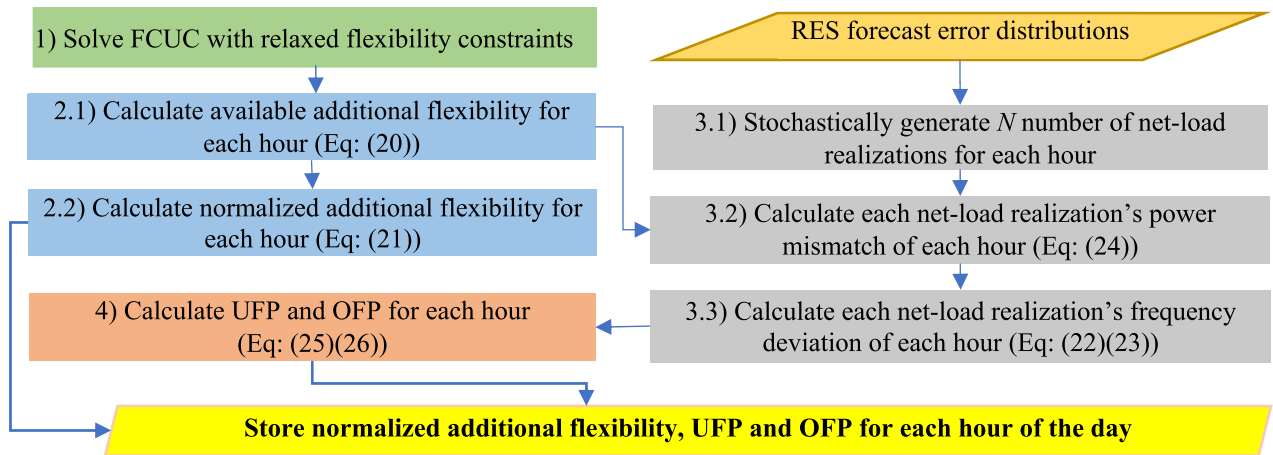 1) Solve FCUC with relaxed flexibility constraints
RES forecast error distributions
2.1) Calculate available additional flexibility for
each hour (Eq: (20))
3.1) Stochastically generate N number of net-load
realizations for each hour
2.2) Calculate normalized additional flexibility for
each hour (Eq: (21))
3.2) Calculate each net-load realization’s power
mismatch of each hour (Eq: (24))
4) Calculate UFP and OFP for each hour
(Eq: (25)(26))
3.3) Calculate each net-load realization’s frequency
deviation of each hour (Eq: (22)(23))
Store normalized additional flexibility, UFP and OFP for each hour of the day